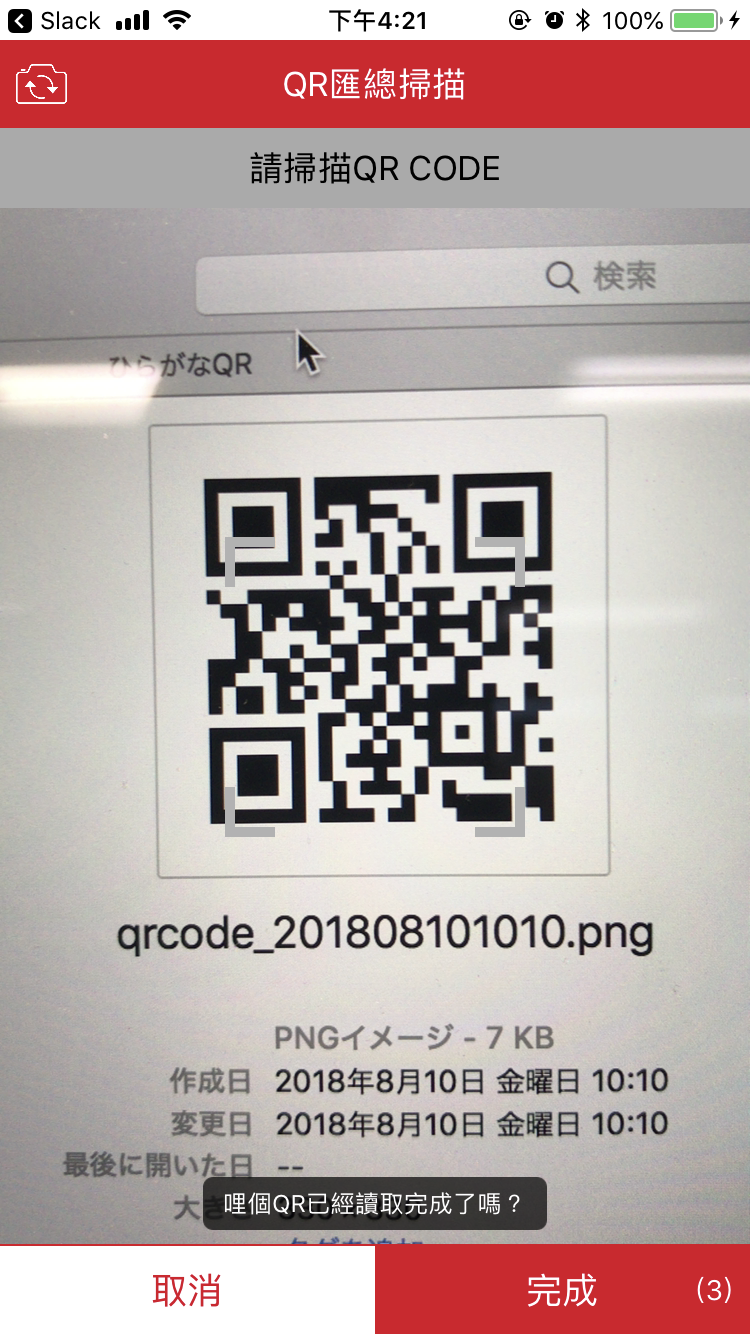 Slack
下午4:21
100%
QR匯總掃描
請掃描QR CODE
検索
ひらがなQR
qrcode_201808101010.png
PNGイメージ - 7 KB
作成日 2018年8月10日 金曜日 10:10
変更日 2018年8月10日 金曜日 10:10
最後に開いた日 --
大き
哩個QR已經讀取完成了嗎？
取消
完成
(3)